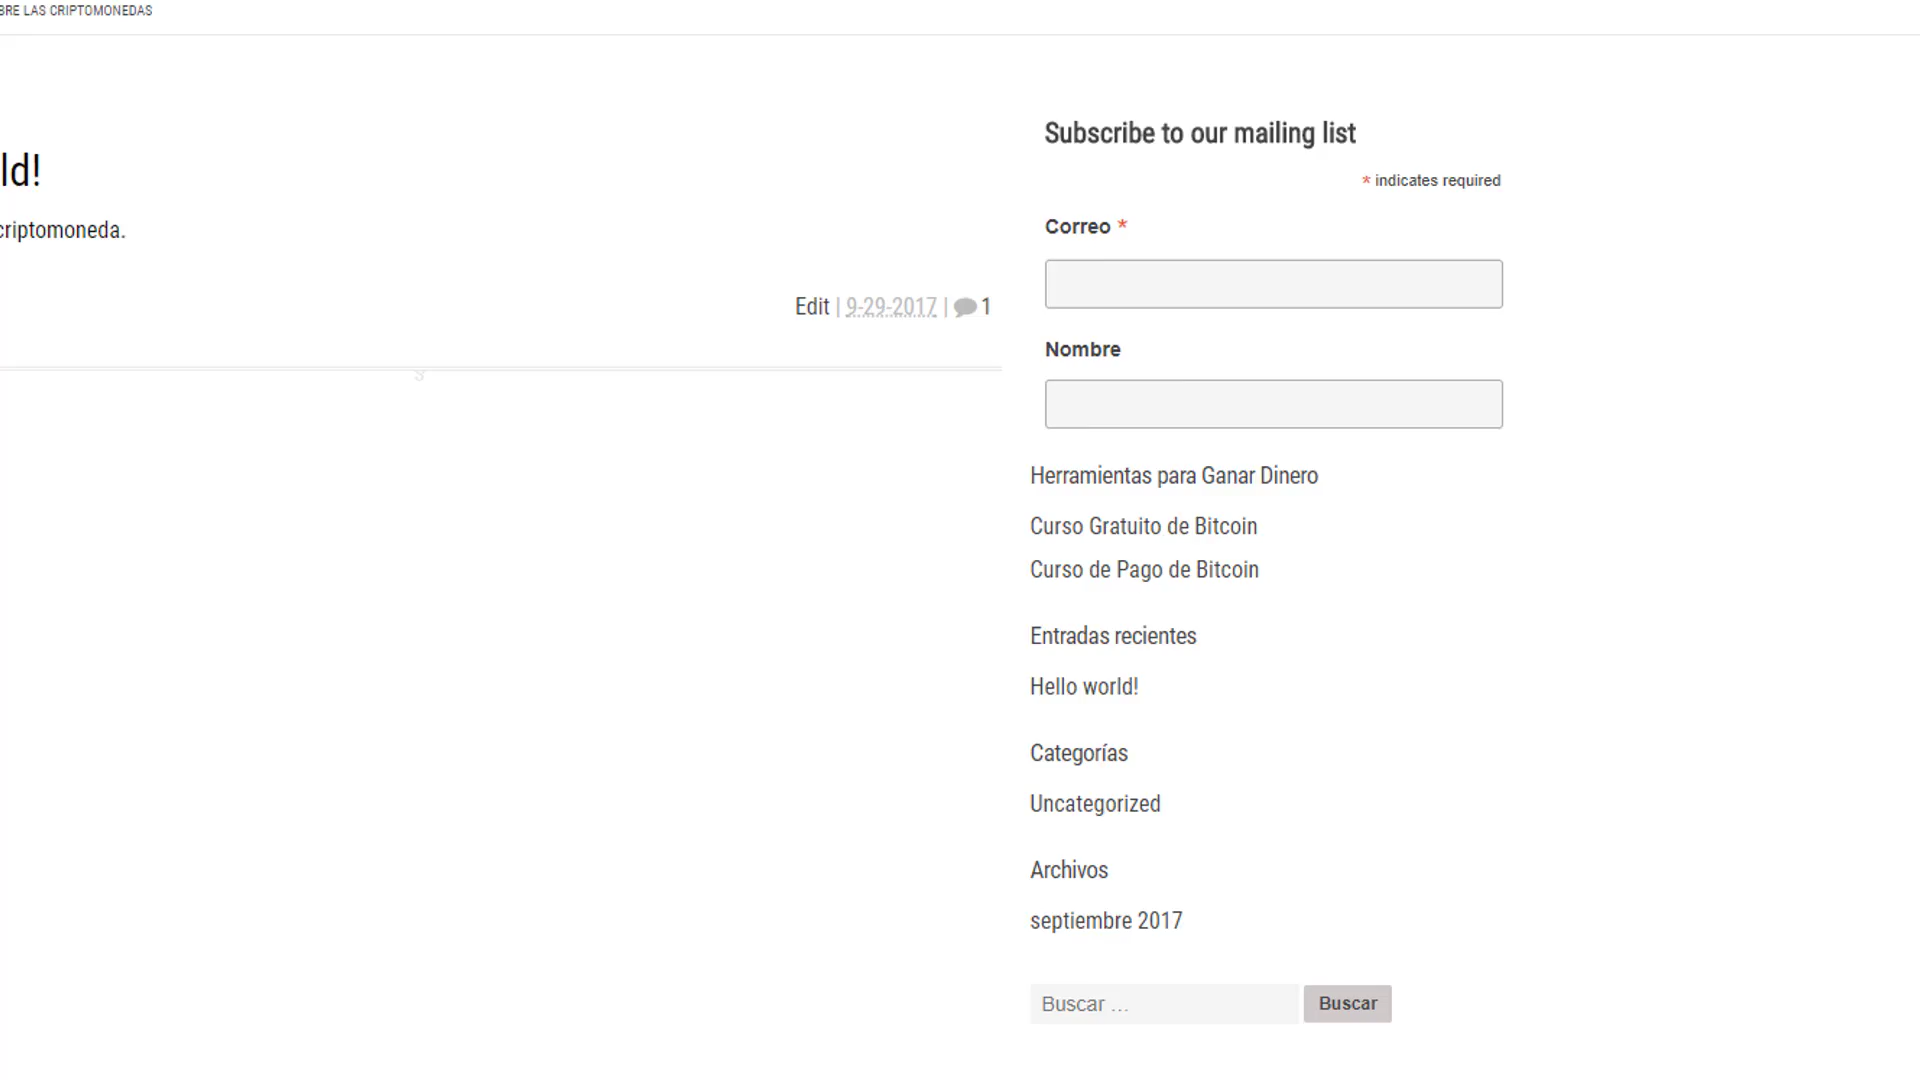 BRE LAS CRIPTOMONEDAS
ld!
criptomoneda.
Edit | 9-29-2017 | 1
Subscribe to our mailing list
* indicates required
Correo *
Nombre
Herramientas para Ganar Dinero
Curso Gratuito de Bitcoin
Curso de Pago de Bitcoin
Entradas recientes
Hello world!
Categorías
Uncategorized
Archivos
septiembre 2017
Buscar ...
Buscar